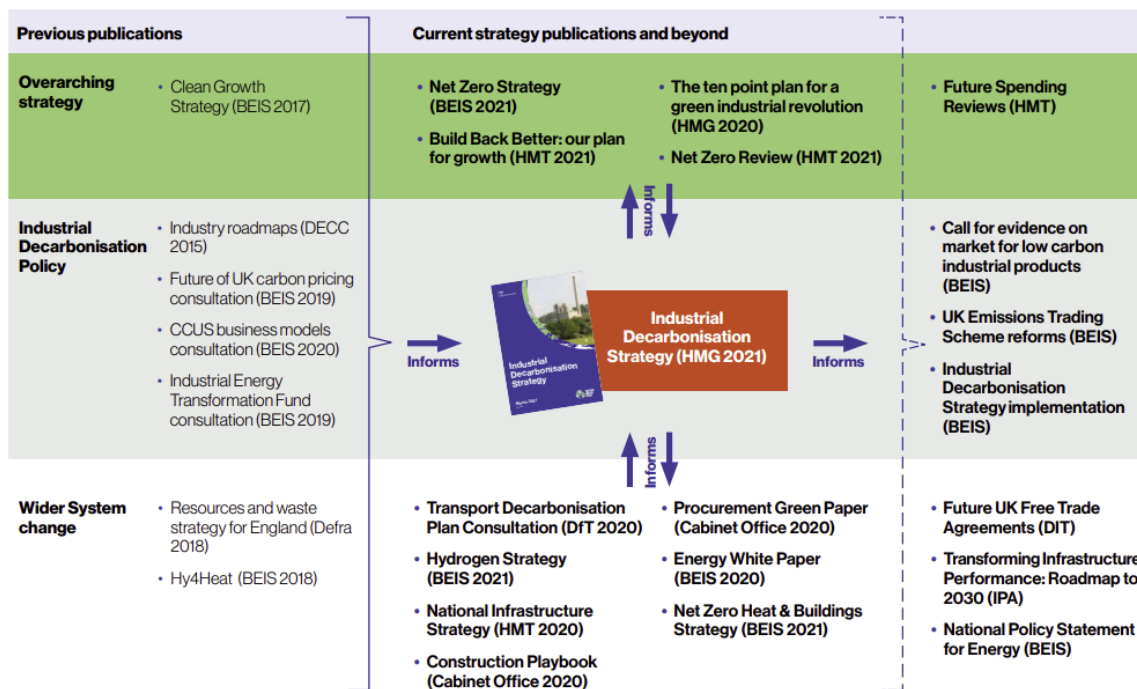 Previous publications
Current strategy publications and beyond
Overarching
strategy
• Clean Growth
Strategy (BEIS 2017)
• Net Zero Strategy
(BEIS 2021)
• Build Back Better: our plan
for growth (HMT 2021)
• The ten point plan for a
green industrial revolution
(HMG 2020)
• Net Zero Review (HMT 2021)
• Future Spending
Reviews (HMT)
Informs
Industrial
Decarbonisation
Policy
• Industry roadmaps (DECC
2015)
• Future of UK carbon pricing
consultation (BEIS 2019)
• CCUS business models
consultation (BEIS 2020)
• Industrial Energy
Transformation Fund
consultation (BEIS 2019)
Informs
Industrial
Decarbonisation
Strategy
Industrial
Decarbonisation
Strategy (HMG 2021)
Informs
• Call for evidence on
market for low carbon
industrial products
(BEIS)
• UK Emissions Trading
Scheme reforms (BEIS)
• Industrial
Decarbonisation
Strategy implementation
(BEIS)
Informs
Wider System
change
• Resources and waste
strategy for England (Defra
2018)
• Hy4Heat (BEIS 2018)
• Transport Decarbonisation
Plan Consultation (DfT 2020)
• Hydrogen Strategy
(BEIS 2021)
• National Infrastructure
Strategy (HMT 2020)
• Construction Playbook
(Cabinet Office 2020)
• Procurement Green Paper
(Cabinet Office 2020)
• Energy White Paper
(BEIS 2020)
• Net Zero Heat & Buildings
Strategy (BEIS 2021)
• Future UK Free Trade
Agreements (DIT)
• Transforming Infrastructure
Performance: Roadmap to
2030 (IPA)
• National Policy Statement
for Energy (BEIS)